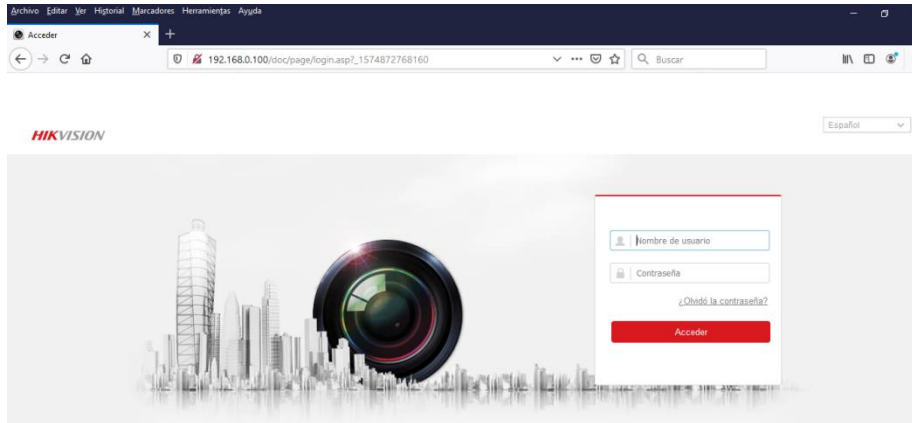 Archivo Editar Ver Historial Marcadores Herramientas Ayuda
Acceder
192.168.0.100/doc/page/login.asp?_1574872768160
Buscar
HIKVISION
Español
Nombre de usuario
Contraseña
¿Olvidó la contraseña?
Acceder